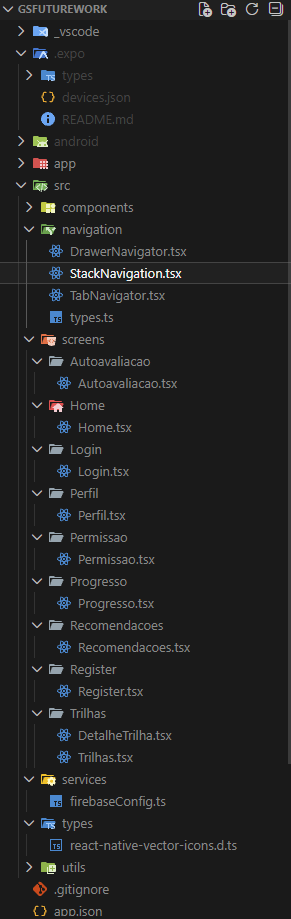 GSFUTUREWORK
_vscode
.expo
types
devices.json
README.md
android
app
src
components
navigation
DrawerNavigator.tsx
StackNavigation.tsx
TabNavigator.tsx
types.ts
screens
Autoavaliacao
Autoavaliacao.tsx
Home
Home.tsx
Login
Login.tsx
Perfil
Perfil.tsx
Permissao
Permissao.tsx
Progresso
Progresso.tsx
Recomendacoes
Recomendacoes.tsx
Register
Register.tsx
Trilhas
DetalheTrilha.tsx
Trilhas.tsx
services
firebaseConfig.ts
types
react-native-vector-icons.d.ts
utils
.gitignore
app.json